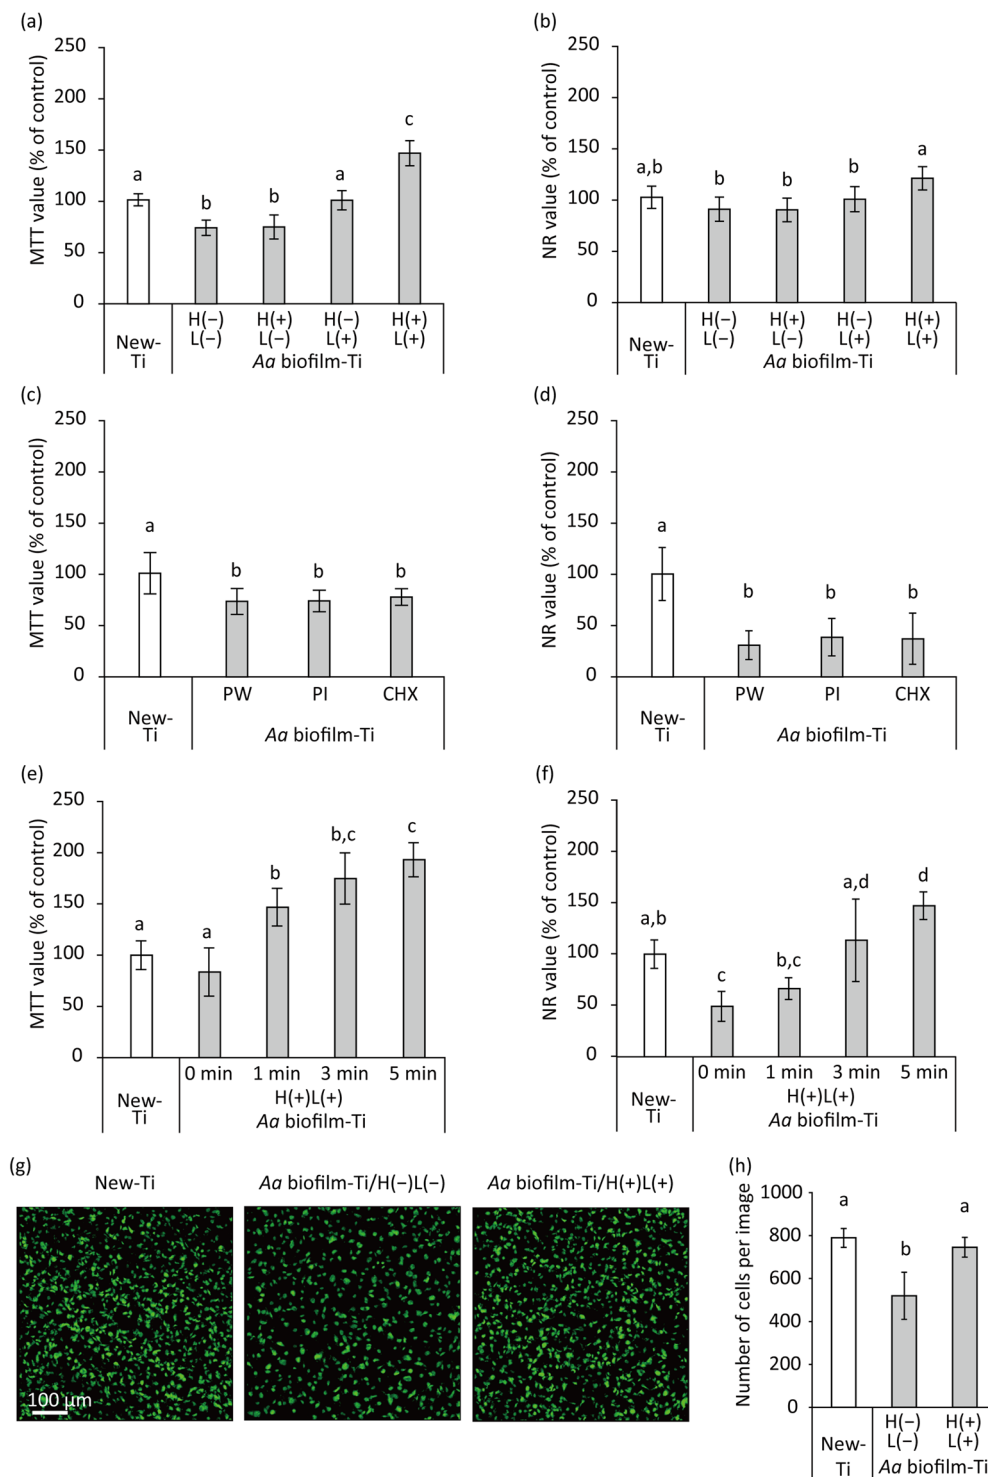 (a)
MTT value (% of control)
250
200
150
100
50
0
a
b
b
a
c
H(−) H(+) H(−) H(+)
L(−) L(−) L(+) L(+)
New-
Ti
Aa biofilm-Ti
(b)
NR value (% of control)
250
200
150
100
50
0
a,b
b
b
b
a
H(−) H(+) H(−) H(+)
L(−) L(−) L(+) L(+)
New-
Ti
Aa biofilm-Ti
(c)
MTT value (% of control)
250
200
150
100
50
0
a
b
b
b
PW PI CHX
New-
Ti
Aa biofilm-Ti
(d)
NR value (% of control)
250
200
150
100
50
0
a
b
b
b
PW PI CHX
New-
Ti
Aa biofilm-Ti
(e)
MTT value (% of control)
250
200
150
100
50
0
a
a
b
b,c
c
0 min 1 min 3 min 5 min
H(+)L(+)
New-
Ti
Aa biofilm-Ti
(f)
NR value (% of control)
250
200
150
100
50
0
a,b
c
b,c
a,d
d
0 min 1 min 3 min 5 min
H(+)L(+)
New-
Ti
Aa biofilm-Ti
(g)
New-Ti
Aa biofilm-Ti/H(−)L(−)
Aa biofilm-Ti/H(+)L(+)
100 μm
(h)
Number of cells per image
1000
800
600
400
200
0
a
b
a
H(−) H(+)
L(−) L(+)
New-
Ti
Aa biofilm-Ti